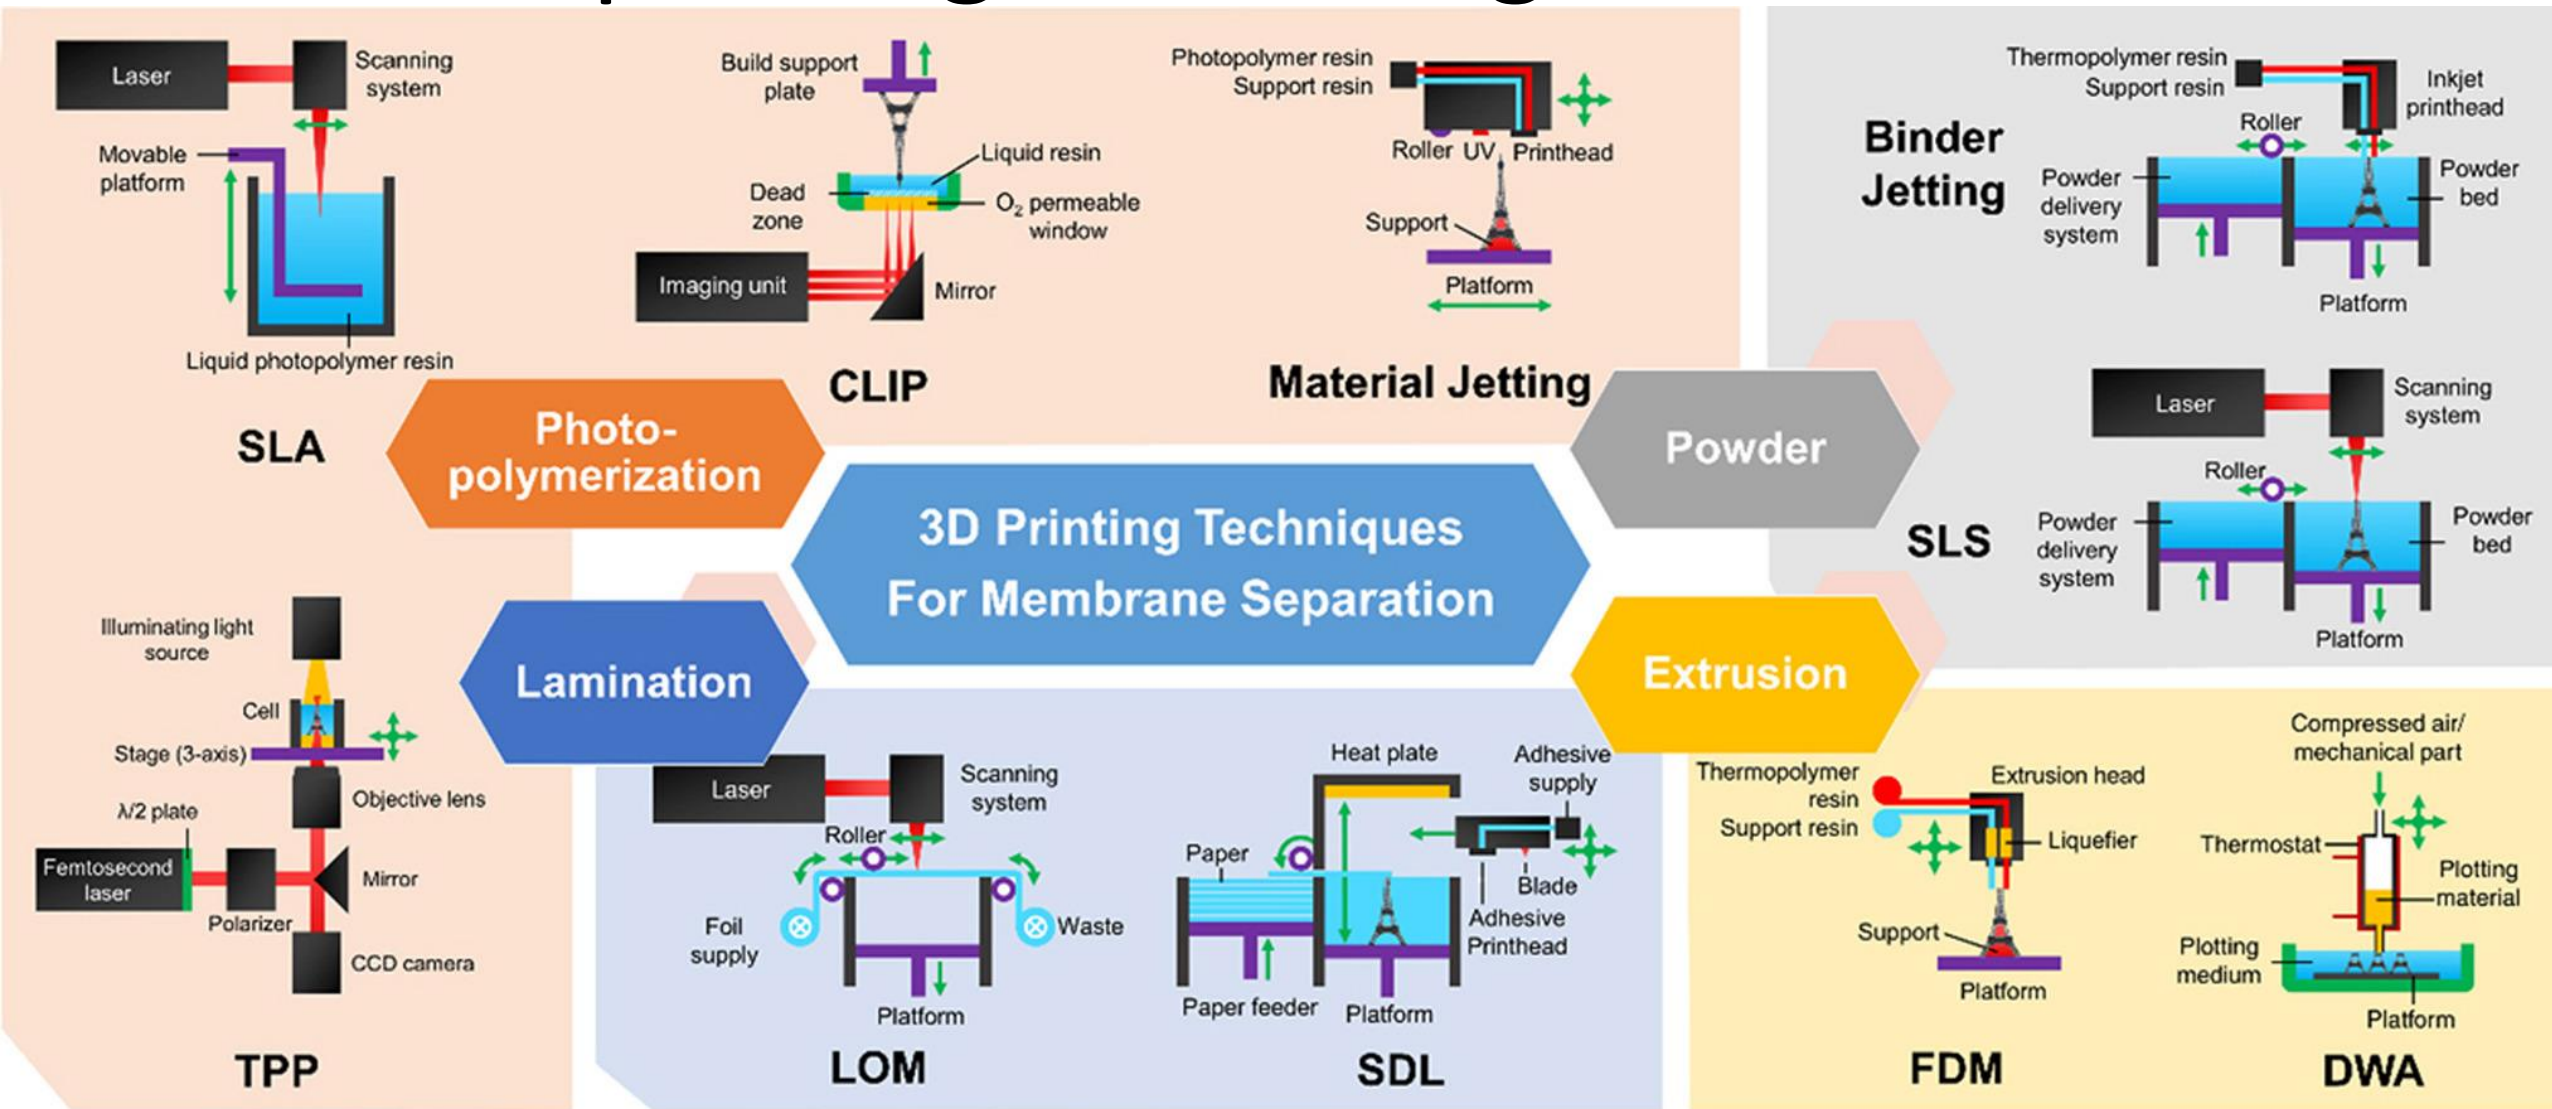 Laser
Scanning
system
Movable
platform
Liquid photopolymer resin
SLA
Build support
plate
Liquid resin
Dead
zone
O₂ permeable
window
Imaging unit
Mirror
CLIP
Photopolymer resin
Support resin
Roller
UV
Printhead
Support
Platform
Material Jetting
Binder
Jetting
Thermopolymer resin
Support resin
Inkjet
printhead
Roller
Powder
delivery
system
Powder
bed
Platform
Laser
Scanning
system
Roller
SLS
Powder
delivery
system
Powder
bed
Platform
Photo-
polymerization
Powder
3D Printing Techniques
For Membrane Separation
Lamination
Extrusion
Illuminating light
source
Cell
Stage (3-axis)
Objective lens
λ/2 plate
Femtosecond
laser
Polarizer
Mirror
CCD camera
TPP
Laser
Scanning
system
Roller
Foil
supply
Waste
Platform
LOM
Heat plate
Adhesive
supply
Paper
Blade
Adhesive
Printhead
Paper feeder
Platform
SDL
Thermopolymer
resin
Support resin
Extrusion head
Liquefier
Support
Platform
FDM
Compressed air/
mechanical part
Thermostat
Plotting
material
Plotting
medium
Platform
DWA